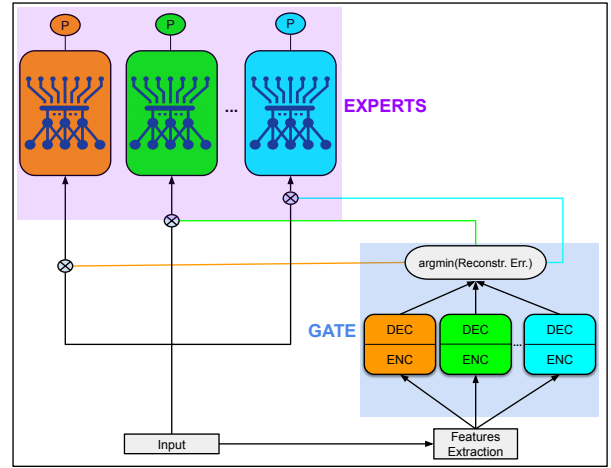 P
P
P
...
EXPERTS
argmin(Reconstr. Err.)
GATE
DEC
DEC
DEC
...
ENC
ENC
ENC
Input
Features
Extraction